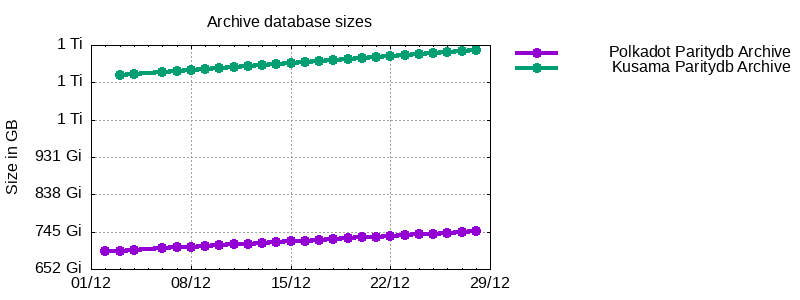 Archive database sizes
Polkadot Paritydb Archive
Kusama Paritydb Archive
Size in GB
1 Ti
1 Ti
1 Ti
931 Gi
838 Gi
745 Gi
652 Gi
01/12 08/12 15/12 22/12 29/12